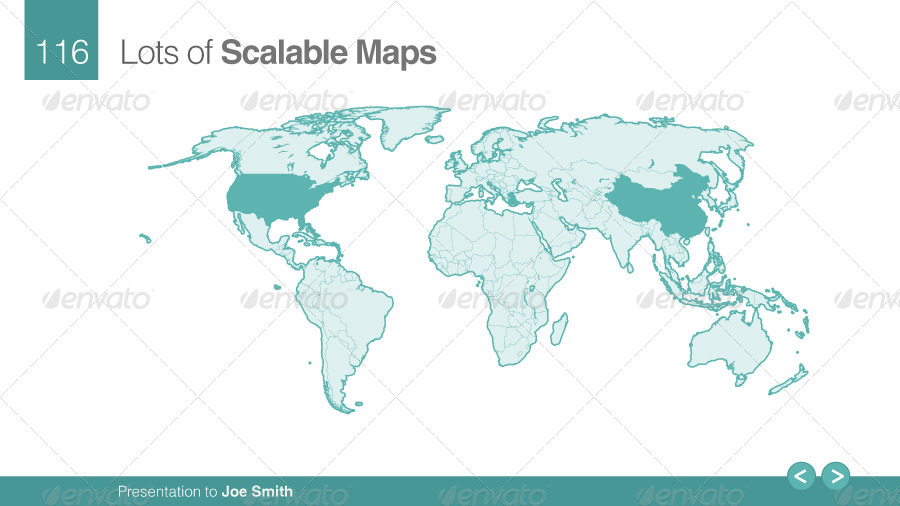 116
Lots of Scalable Maps
envato envato envato envato envato
envato envato envato envato envato
Presentation to Joe Smith
envato envato envato envato envato